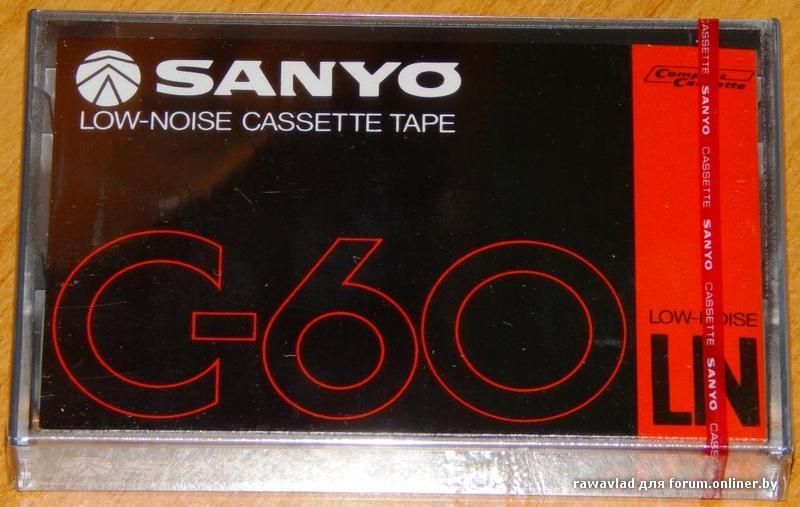 SANYO
LOW-NOISE CASSETTE TAPE
Compact
Cassette
C-60
LOW-NOISE
LN
CASSETTE SANYO CASSETTE SANYO CASSETTE SANYO CASS
rawavlad для forum.onliner.by